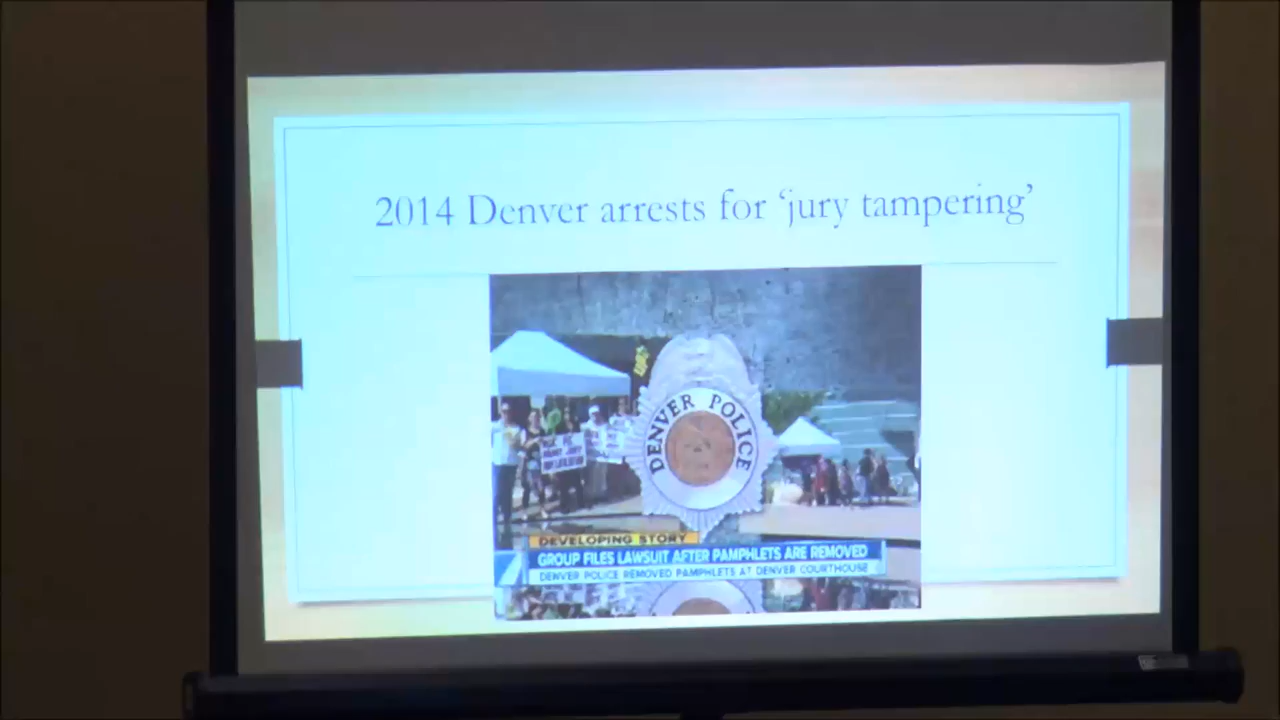 2014 Denver arrests for ‘jury tampering’
DENVER POLICE
DEVELOPING STORY
GROUP FILES LAWSUIT AFTER PAMPHLETS ARE REMOVED
DENVER POLICE REMOVED PAMPHLETS AT DENVER COURTHOUSE